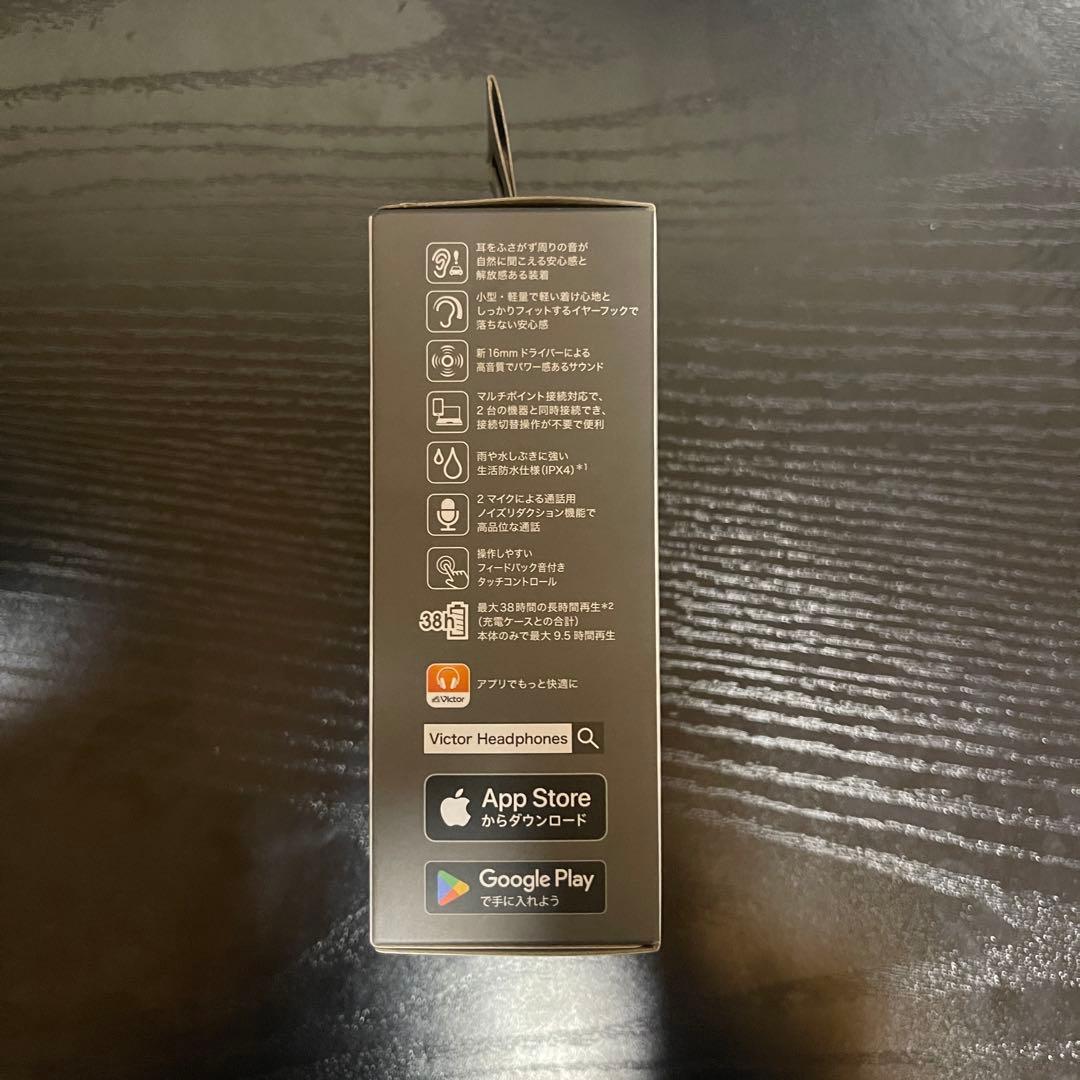 耳をふさがず周りの音が
自然に聞こえる安心感と
解放感ある装着
小型・軽量で軽い着け心地と
しっかりフィットするイヤーフックで
落ちない安心感
新16mmドライバーによる
高音質でパワー感あるサウンド
マルチポイント接続対応で、
2台の機器と同時接続でき、
接続切替操作が不要で便利
雨や水しぶきに強い
生活防水仕様(IPX4)*1
2マイクによる通話用
ノイズリダクション機能で
高品位な通話
操作しやすい
フィードバック音付き
タッチコントロール
38h
最大38時間の長時間再生*2
(充電ケースとの合計)
本体のみで最大9.5時間再生
Victor
アプリでもっと快適に
Victor Headphones
App Store
からダウンロード
Google Play
で手に入れよう